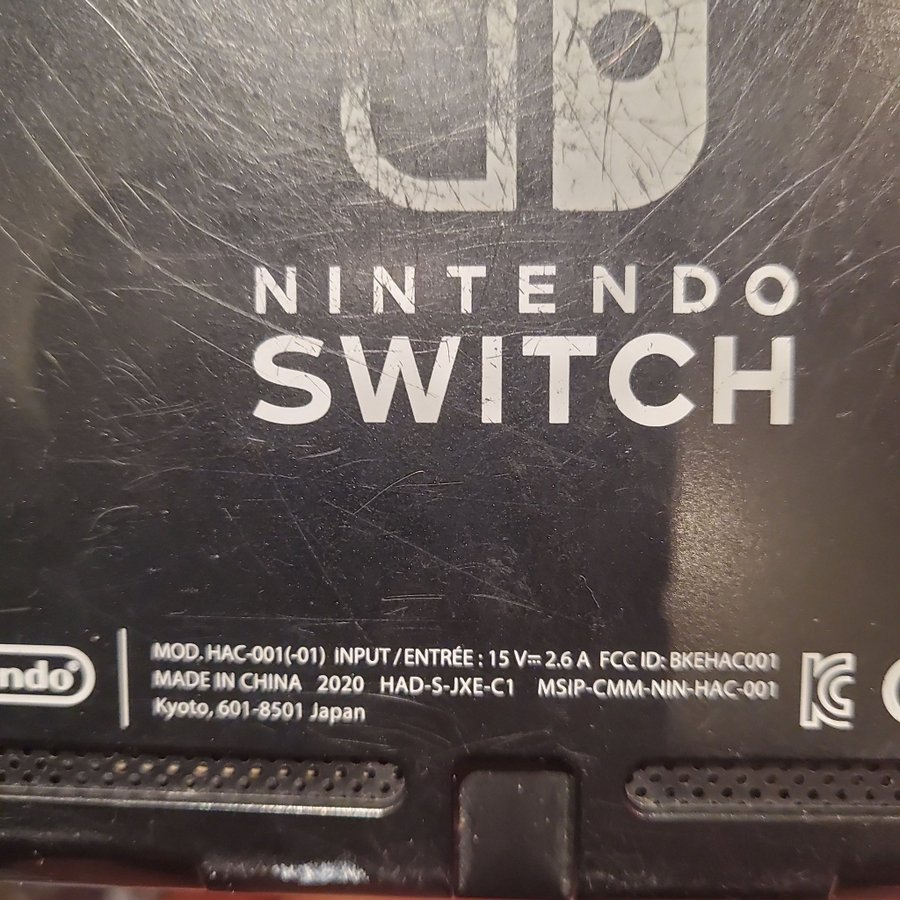 NINTENDO
SWITCH
MOD. HAC-001(-01) INPUT/ENTRÉE : 15 V⎓ 2.6 A FCC ID: BKEHAC001
MADE IN CHINA 2020 HAD-S-JXE-C1 MSIP-CMM-NIN-HAC-001
Kyoto, 601-8501 Japan